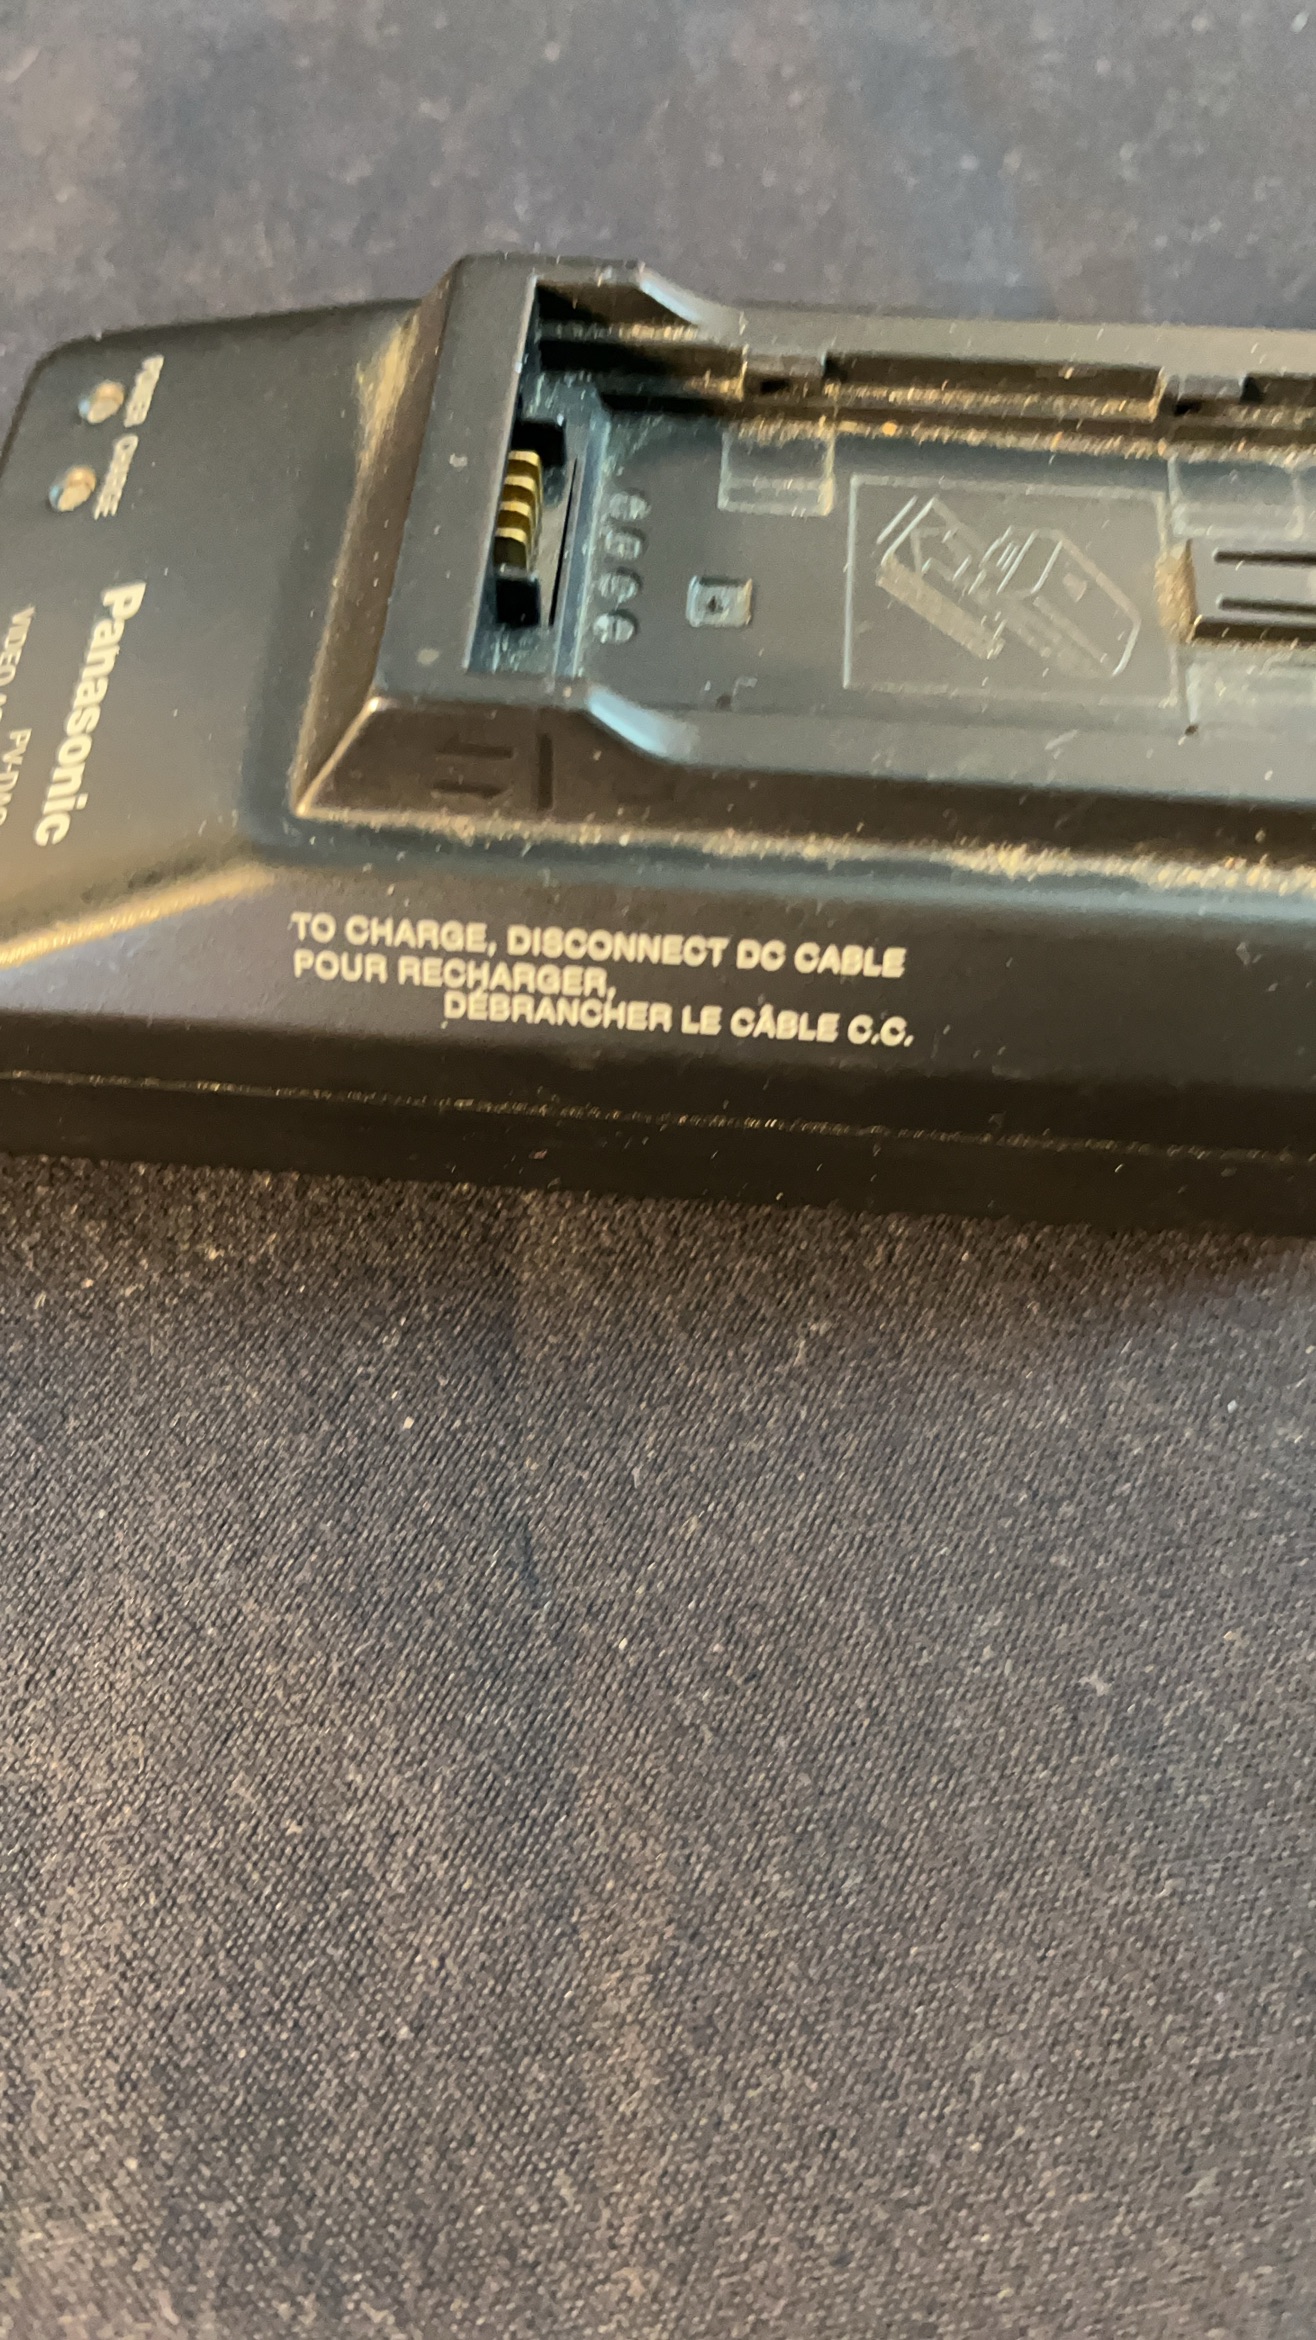 POWER CHARGE
Panasonic
VIDEO
TO CHARGE, DISCONNECT DC CABLE
POUR RECHARGER,
DÉBRANCHER LE CÂBLE C.C.